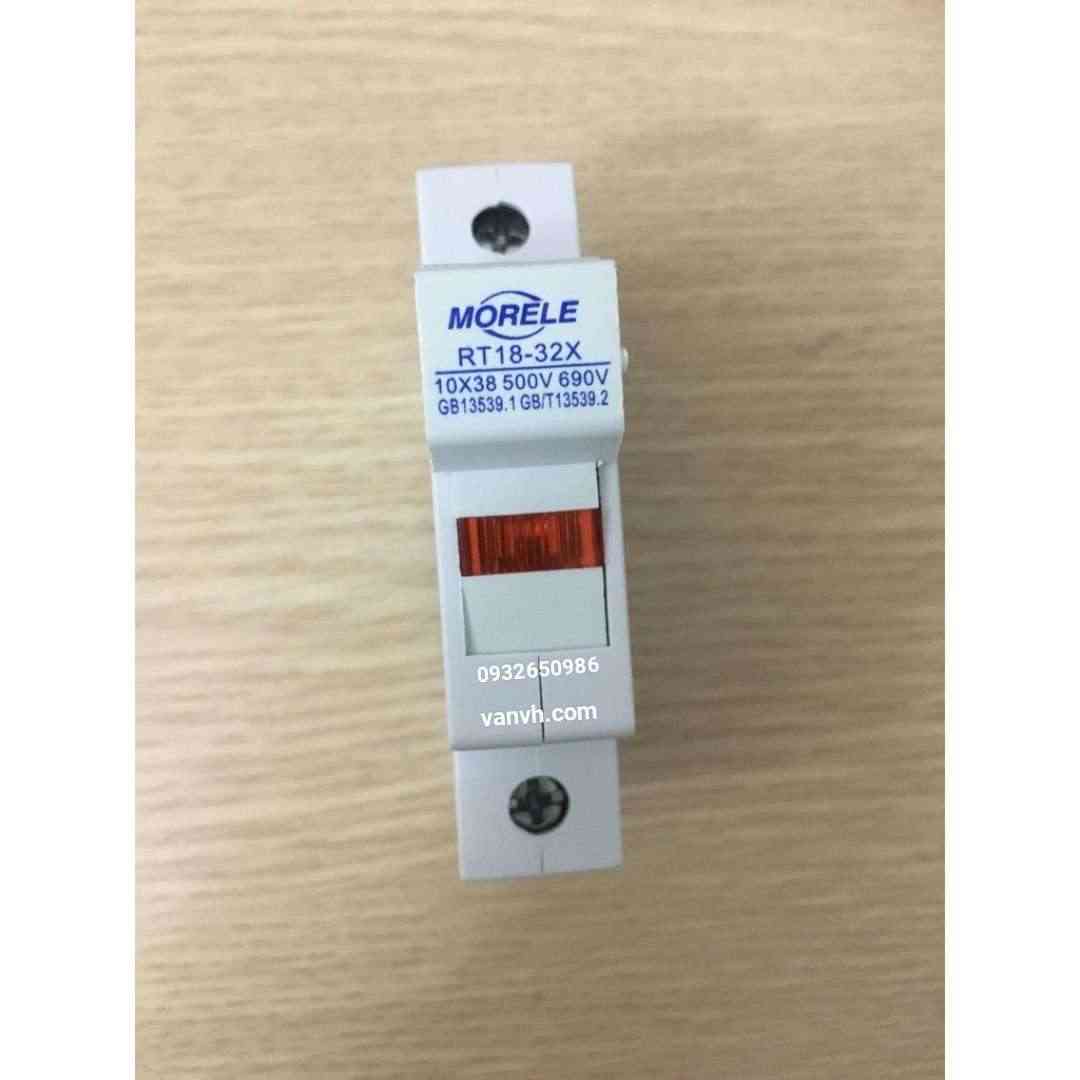 MORELE
RT18-32X
10X38 500V 690V
GB13539.1 GB/T13539.2
0932650986
vanvh.com